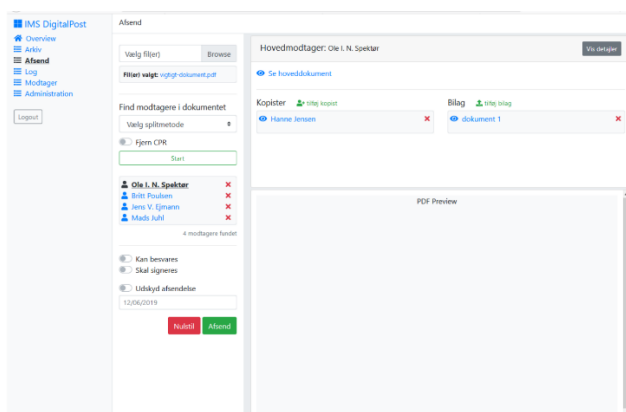 IMS DigitalPost
Overview
Arkiv
Afsend
Log
Modtager
Administration
Logout
Afsend
Vælg fil(er)
Browse
Fil(er) valgt: vigtigt-dokument.pdf
Find modtagere i dokumentet
Vælg splitmetode
Fjern CPR
Start
Ole I. N. Spektør
Britt Poulsen
Jens V. Ejmann
Mads Juhl
4 modtagere fundet
Kan besvares
Skal signeres
Udskyd afsendelse
12/06/2019
Nulstil
Afsend
Hovedmodtager: Ole I. N. Spektør
Vis detaljer
Se hoveddokument
Kopister
tilføj kopist
Hanne Jensen
Bilag
tilføj bilag
dokument 1
PDF Preview